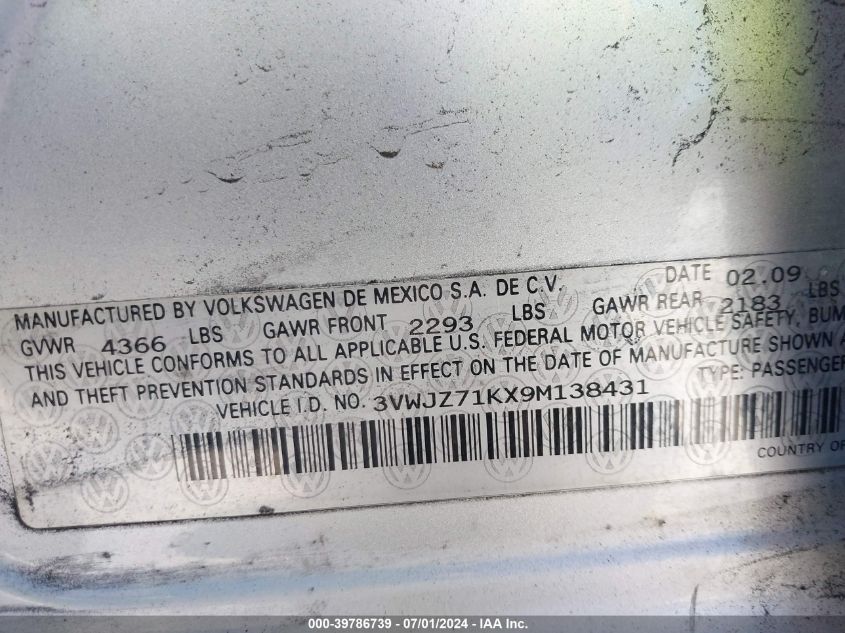 MANUFACTURED BY VOLKSWAGEN DE MEXICO S.A. DE C.V. DATE 02.09
GVWR 4366 LBS GAWR FRONT 2293 LBS GAWR REAR 2183 LBS
THIS VEHICLE CONFORMS TO ALL APPLICABLE U.S. FEDERAL MOTOR VEHICLE SAFETY, BUM
AND THEFT PREVENTION STANDARDS IN EFFECT ON THE DATE OF MANUFACTURE SHOWN A
VEHICLE I.D. NO. 3VWJZ71KX9M138431 TYPE: PASSENGER
COUNTRY OF
000-39786739 / 07/01/2024 - IAA Inc.